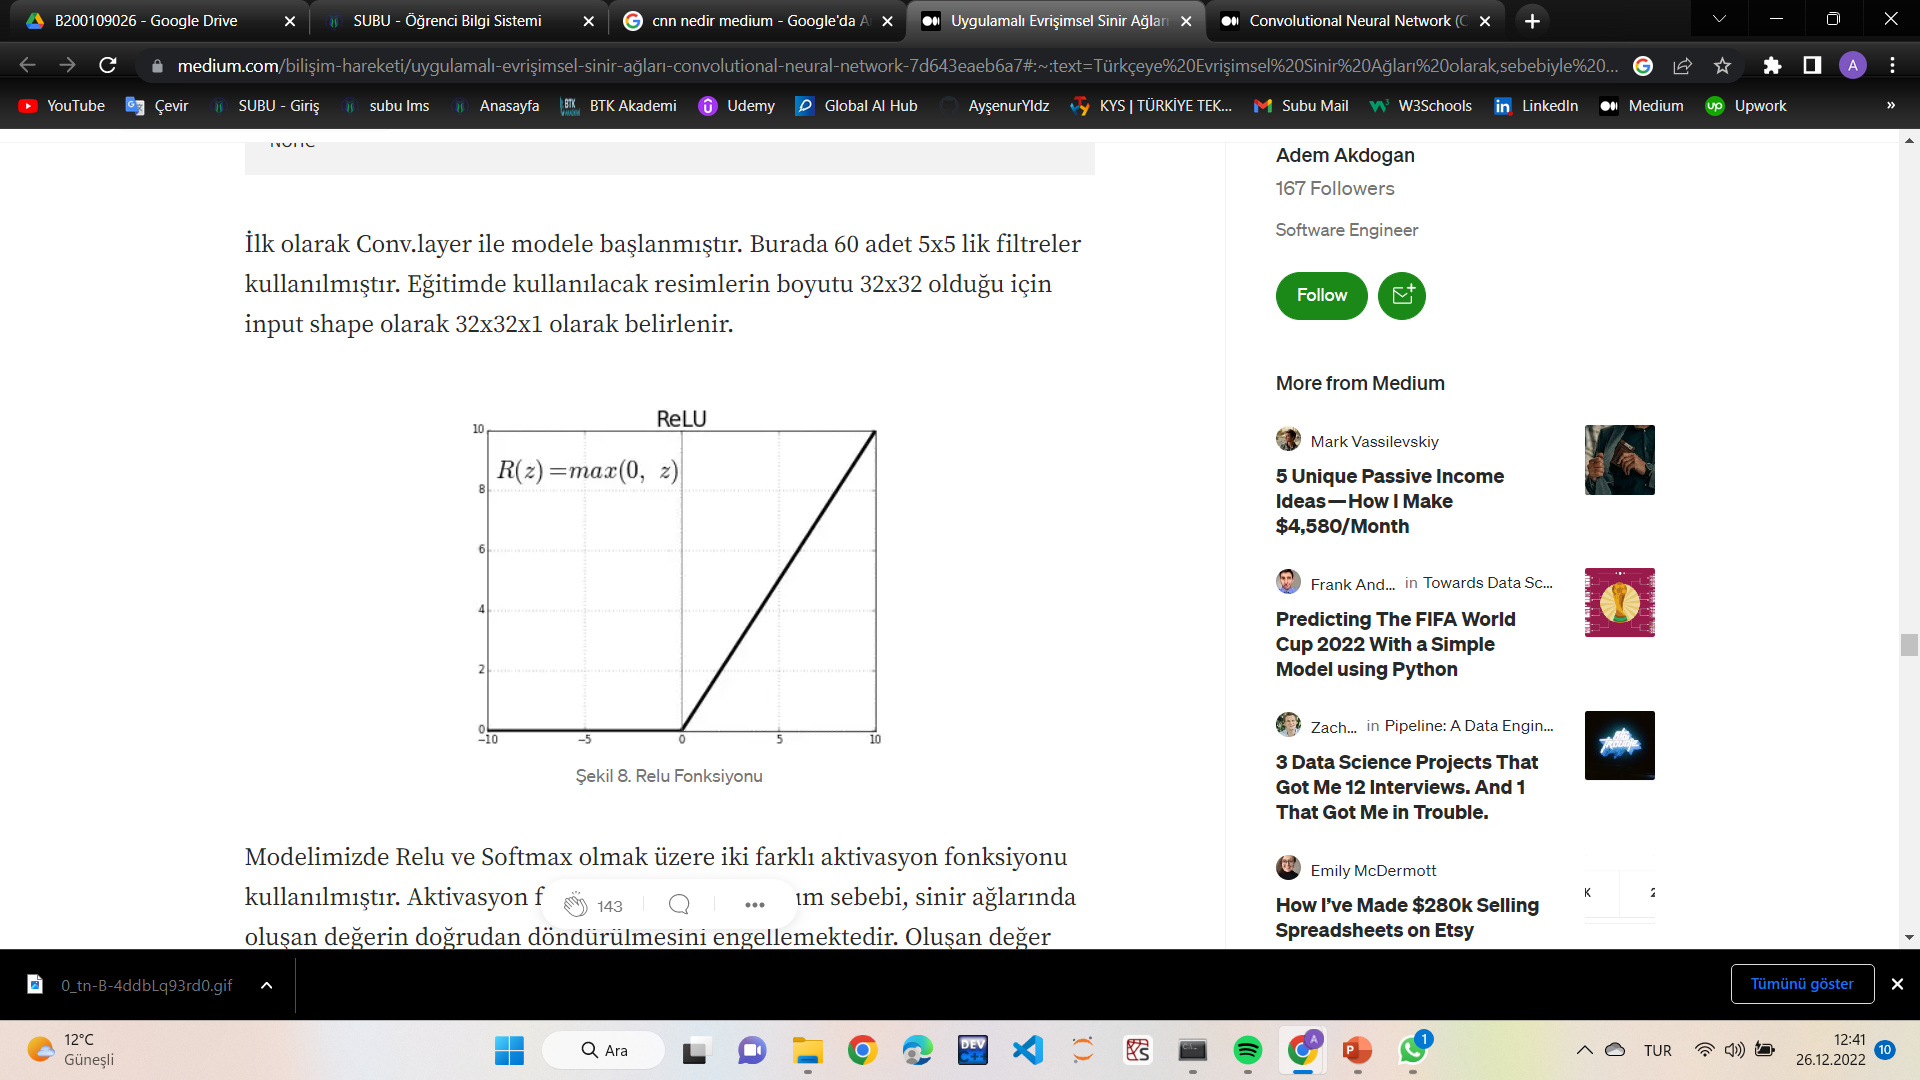 B200109026 - Google Drive
SUBU - Öğrenci Bilgi Sistemi
cnn nedir medium - Google'da A
Uygulamalı Evrişimsel Sinir Ağlar
Convolutional Neural Network (C
medium.com/bilişim-hareketi/uygulamalı-evrişimsel-sinir-ağları-convolutional-neural-network-7d643eaeb6a7#:~:text=Türkçeye%20Evrişimsel%20Sinir%20Ağları%20olarak,sebebiyle%20...
A
YouTube
Çevir
SUBU - Giriş
subu lms
Anasayfa
BTK Akademi
Udemy
Global AI Hub
AyşenurYldz
KYS | TÜRKİYE TEK...
Subu Mail
W3Schools
LinkedIn
Medium
Upwork
»
None
İlk olarak Conv.layer ile modele başlanmıştır. Burada 60 adet 5x5 lik filtreler
kullanılmıştır. Eğitimde kullanılacak resimlerin boyutu 32x32 olduğu için
input shape olarak 32x32x1 olarak belirlenir.
ReLU
R(z)=max(0, z)
10
8
6
4
2
0
−10
−5
0
5
10
Şekil 8. Relu Fonksiyonu
Modelimizde Relu ve Softmax olmak üzere iki farklı aktivasyon fonksiyonu
kullanılmıştır. Aktivasyon f
ım sebebi, sinir ağlarında
143
oluşan değerin doğrudan döndürülmesini engellemektedir. Oluşan değer
Adem Akdogan
167 Followers
Software Engineer
Follow
More from Medium
Mark Vassilevskiy
5 Unique Passive Income
Ideas — How I Make
$4,580/Month
Frank And... in Towards Data Sc...
Predicting The FIFA World
Cup 2022 With a Simple
Model using Python
Zach... in Pipeline: A Data Engin...
3 Data Science Projects That
Got Me 12 Interviews. And 1
That Got Me in Trouble.
Emily McDermott
How I've Made $280k Selling
Spreadsheets on Etsy
0_tn-B-4ddbLq93rd0.gif
Tümünü göster
12°C
Güneşli
Ara
DEV
A
1
TUR
12:41
26.12.2022
10